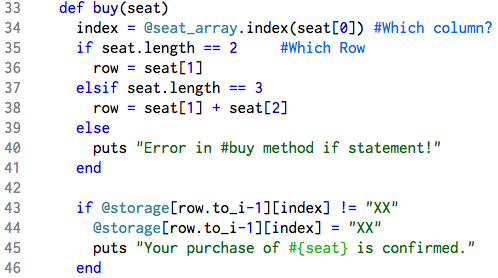 33 def buy(seat)
34 index = @seat_array.index(seat[0]) #Which column?
35 if seat.length == 2 #Which Row
36 row = seat[1]
37 elsif seat.length == 3
38 row = seat[1] + seat[2]
39 else
40 puts "Error in #buy method if statement!"
41 end
42
43 if @storage[row.to_i-1][index] != "XX"
44 @storage[row.to_i-1][index] = "XX"
45 puts "Your purchase of #{seat} is confirmed."
46 end